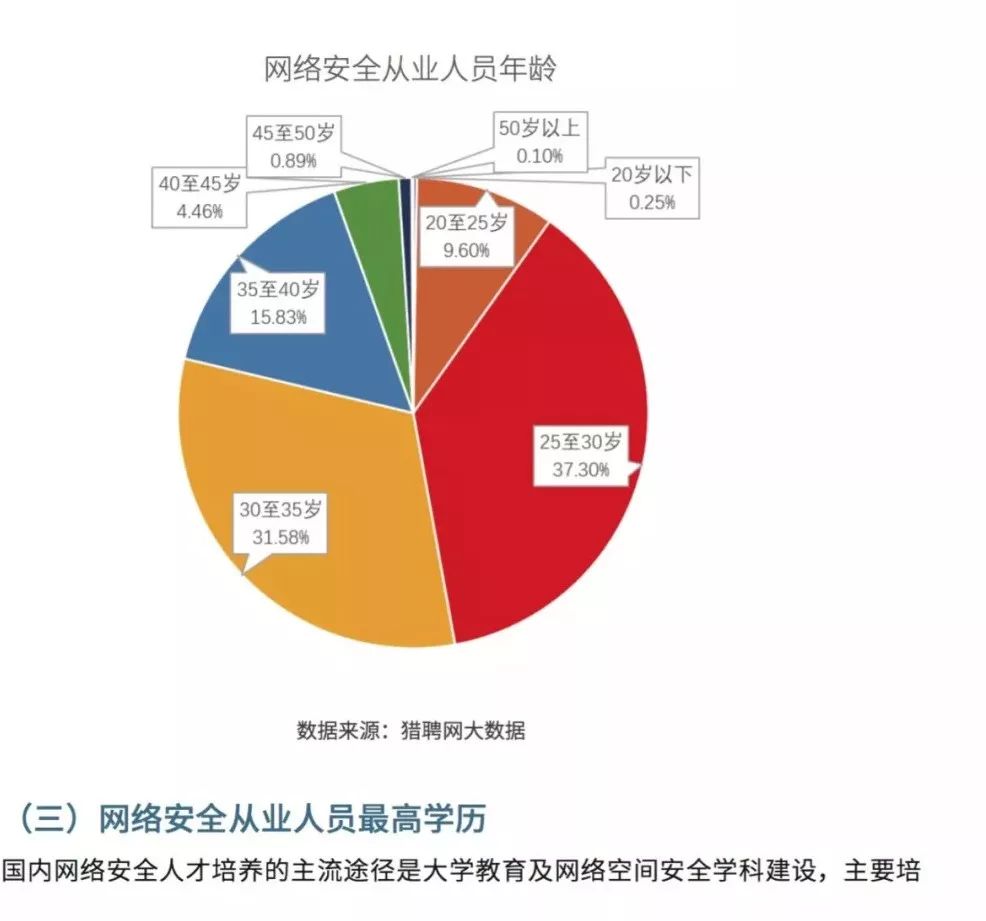 网络安全从业人员年龄
45至50岁
0.89%
50岁以上
0.10%
40至45岁
4.46%
20岁以下
0.25%
20至25岁
9.60%
35至40岁
15.83%
25至30岁
37.30%
30至35岁
31.58%
数据来源：猎聘网大数据
（三）网络安全从业人员最高学历
国内网络安全人才培养的主流途径是大学教育及网络空间安全学科建设，主要培